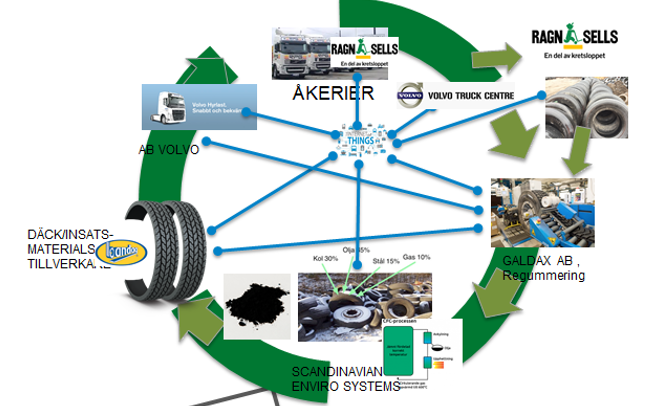 RAGN SELLS
En del av kretsloppet
RAGN SELLS
En del av kretsloppet
ÅKERIER
VOLVO
VOLVO TRUCK CENTRE
Volvo Hyrlast.
Snabbt och bekvämt
INTERNET
THINGS
AB VOLVO
DÄCK/INSATS-
MATERIALS
TILLVERKARE
GALDAX AB ,
Regummering
Kol 30%
Stål 15%
Gas 10%
CFC-processen
SCANDINAVIAN
ENVIRO SYSTEMS